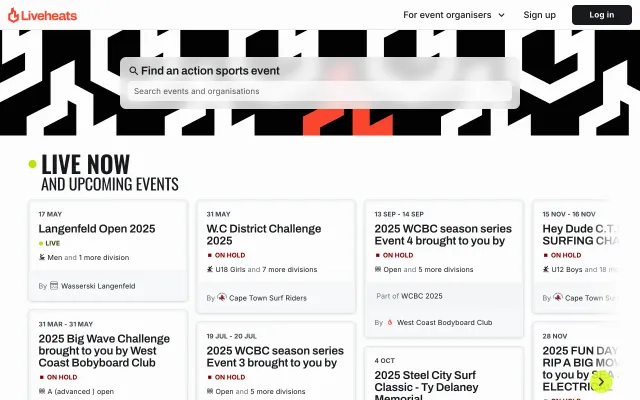 Liveheats
For event organisers
Sign up
Log in
Find an action sports event
Search events and organisations
LIVE NOW
AND UPCOMING EVENTS
17 MAY
Langenfeld Open 2025
LIVE
Men and 1 more division
By Wasserski Langenfeld
31 MAR - 31 MAY
2025 Big Wave Challenge
brought to you by West
Coast Bobyboard Club
ON HOLD
A (advanced ) open
31 MAY
W.C District Challenge
2025
ON HOLD
U18 Girls and 7 more divisions
By Cape Town Surf Riders
19 JUL - 20 JUL
2025 WCBC season series
Event 3 brought to you by
ON HOLD
Open and 5 more divisions
13 SEP - 14 SEP
2025 WCBC season series
Event 4 brought to you by
ON HOLD
Open and 5 more divisions
Part of WCBC 2025
By West Coast Bodyboard Club
4 OCT
2025 Steel City Surf
Classic - Ty Delaney
Memorial
15 NOV - 16 NOV
Hey Dude C.T.
SURFING CHA
ON HOLD
U12 Boys and 18 m
By Cape Town Su
28 NOV
2025 FUN DAY
RIP A BIG MO
to you by
ELECTRIC